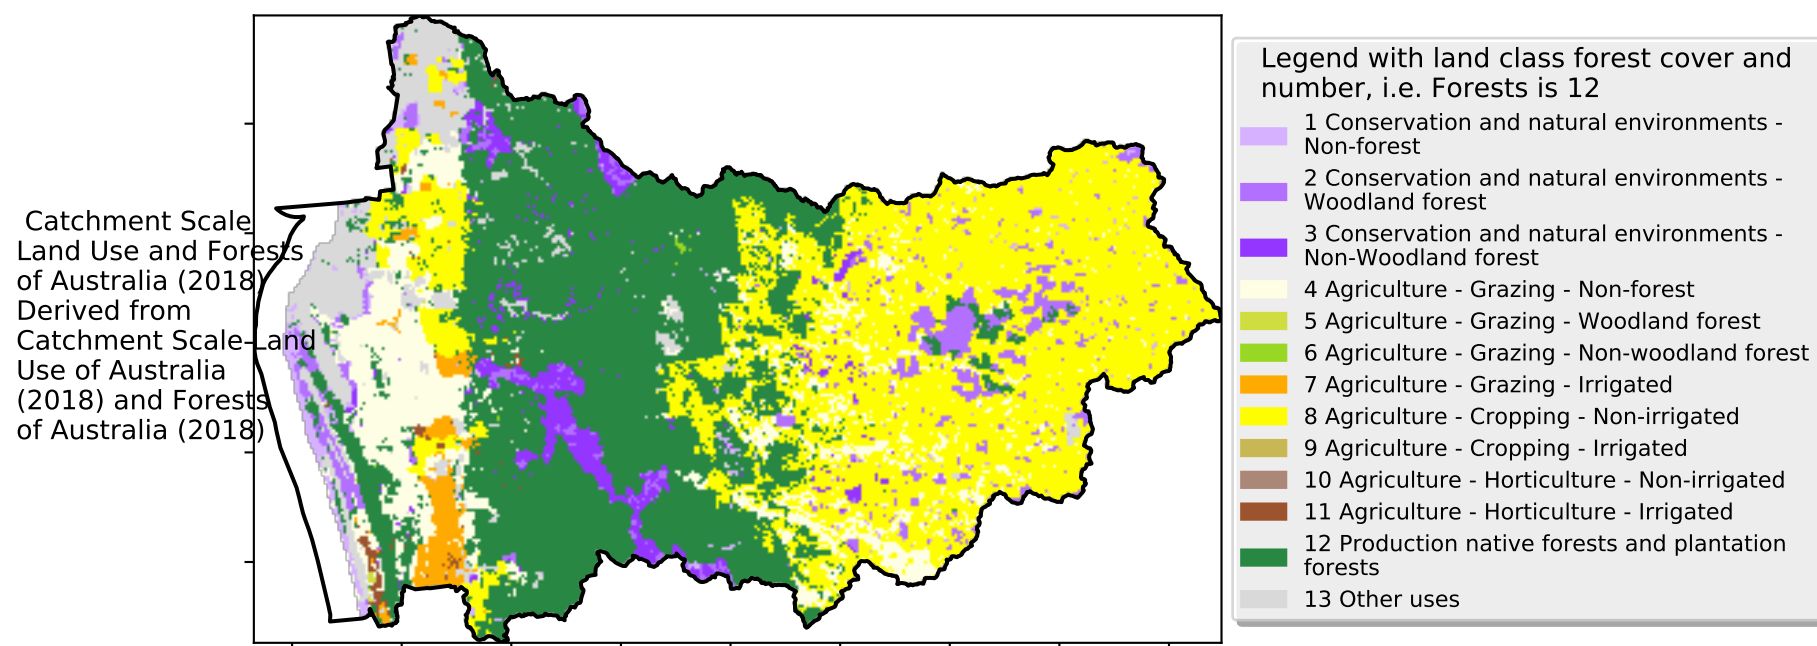 Catchment Scale
Land Use and Forests
of Australia (2018)
Derived from
Catchment Scale Land
Use of Australia
(2018) and Forests
of Australia (2018)
Legend with land class forest cover and
number, i.e. Forests is 12
1 Conservation and natural environments -
Non-forest
2 Conservation and natural environments -
Woodland forest
3 Conservation and natural environments -
Non-Woodland forest
4 Agriculture - Grazing - Non-forest
5 Agriculture - Grazing - Woodland forest
6 Agriculture - Grazing - Non-woodland forest
7 Agriculture - Grazing - Irrigated
8 Agriculture - Cropping - Non-irrigated
9 Agriculture - Cropping - Irrigated
10 Agriculture - Horticulture - Non-irrigated
11 Agriculture - Horticulture - Irrigated
12 Production native forests and plantation
forests
13 Other uses